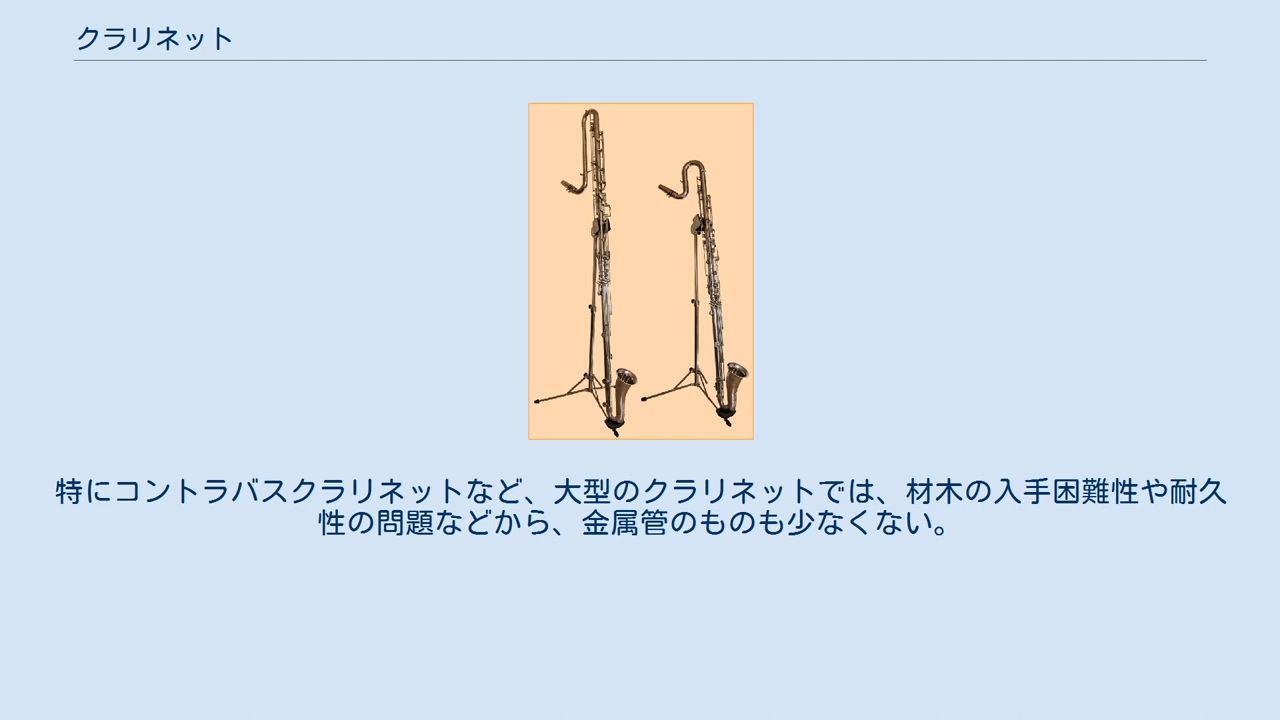 クラリネット
特にコントラバスクラリネットなど、大型のクラリネットでは、材木の入手困難性や耐久
性の問題などから、金属管のものも少なくない。